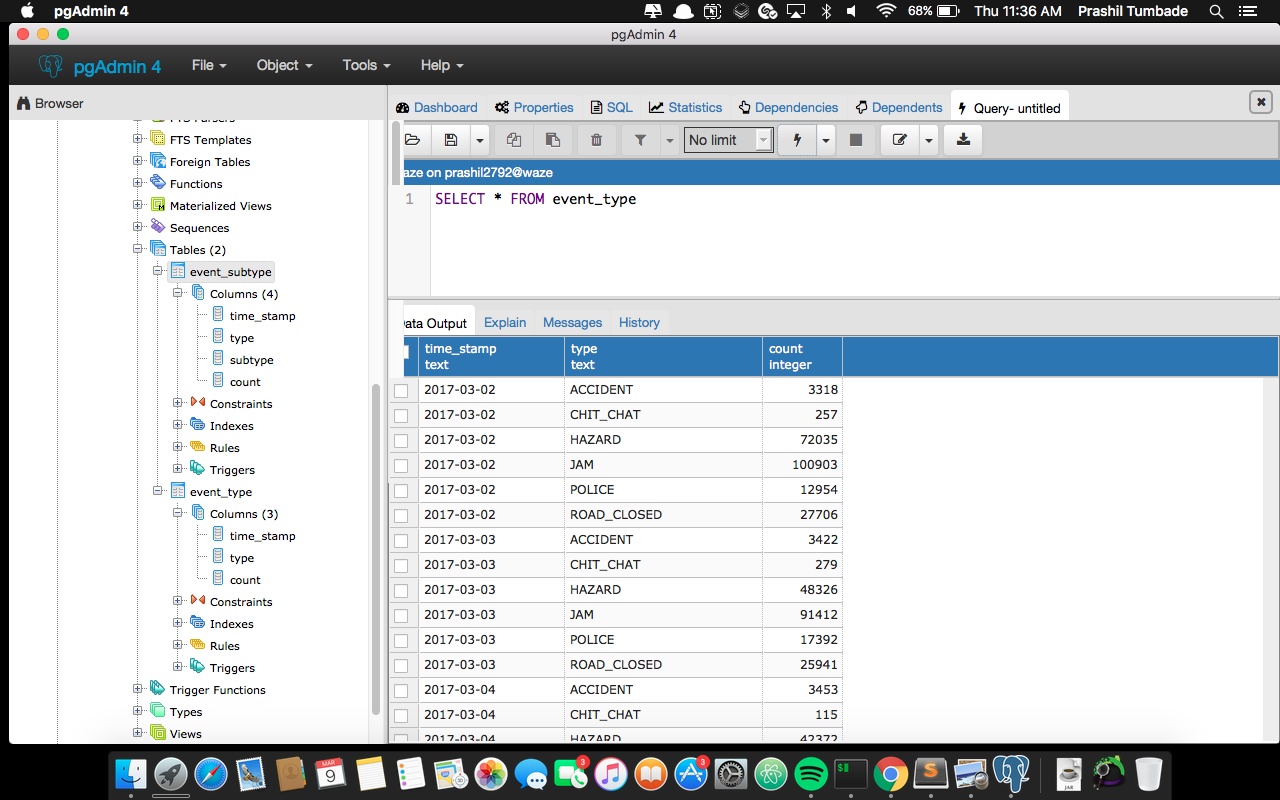 pgAdmin 4
68%
Thu 11:36 AM
Prashil Tumbade
pgAdmin 4
pgAdmin 4
File
Object
Tools
Help
Browser
Dashboard
Properties
SQL
Statistics
Dependencies
Dependents
Query- untitled
FTS Parsers
FTS Templates
Foreign Tables
Functions
Materialized Views
Sequences
Tables (2)
event_subtype
Columns (4)
time_stamp
type
subtype
count
Constraints
Indexes
Rules
Triggers
event_type
Columns (3)
time_stamp
type
count
Constraints
Indexes
Rules
Triggers
Trigger Functions
Types
Views
No limit
aze on prashil2792@waze
1 SELECT * FROM event_type
ata Output
Explain
Messages
History
time_stamp text
type text
count integer
2017-03-02 ACCIDENT 3318
2017-03-02 CHIT_CHAT 257
2017-03-02 HAZARD 72035
2017-03-02 JAM 100903
2017-03-02 POLICE 12954
2017-03-02 ROAD_CLOSED 27706
2017-03-03 ACCIDENT 3422
2017-03-03 CHIT_CHAT 279
2017-03-03 HAZARD 48326
2017-03-03 JAM 91412
2017-03-03 POLICE 17392
2017-03-03 ROAD_CLOSED 25941
2017-03-04 ACCIDENT 3453
2017-03-04 CHIT_CHAT 115
2017-03-04 HAZARD 42372
MAR
9
3
3
$
JAR